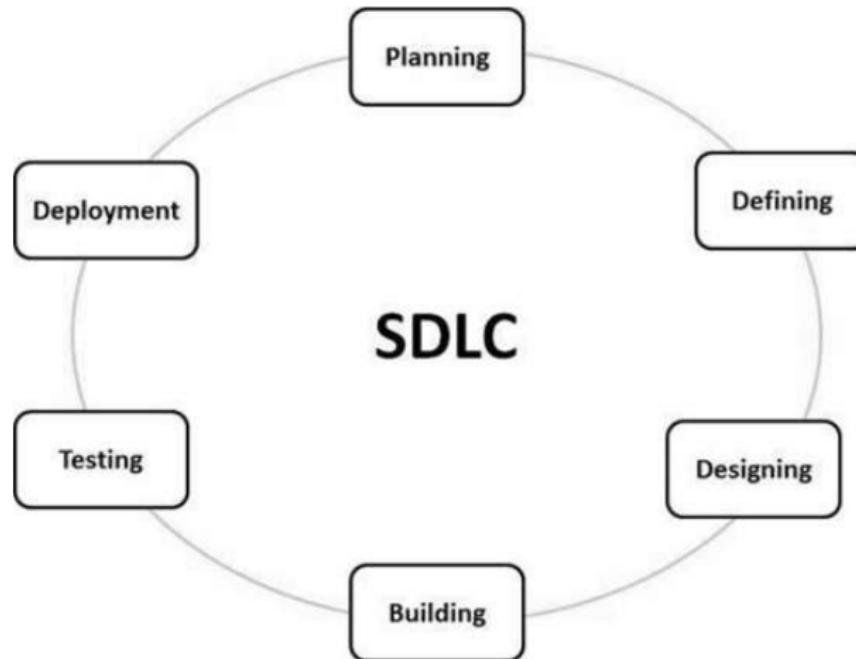 Planning
Defining
Designing
Building
Testing
Deployment
SDLC